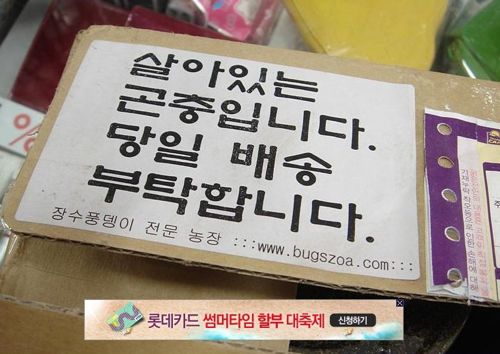 살아있는
곤충입니다.
당일 배송
부탁합니다.
장수풍뎅이 전문 농장 :::www.bugszoa.com:::
%
롯데카드 썸머타임 할부 대축제 신청하기